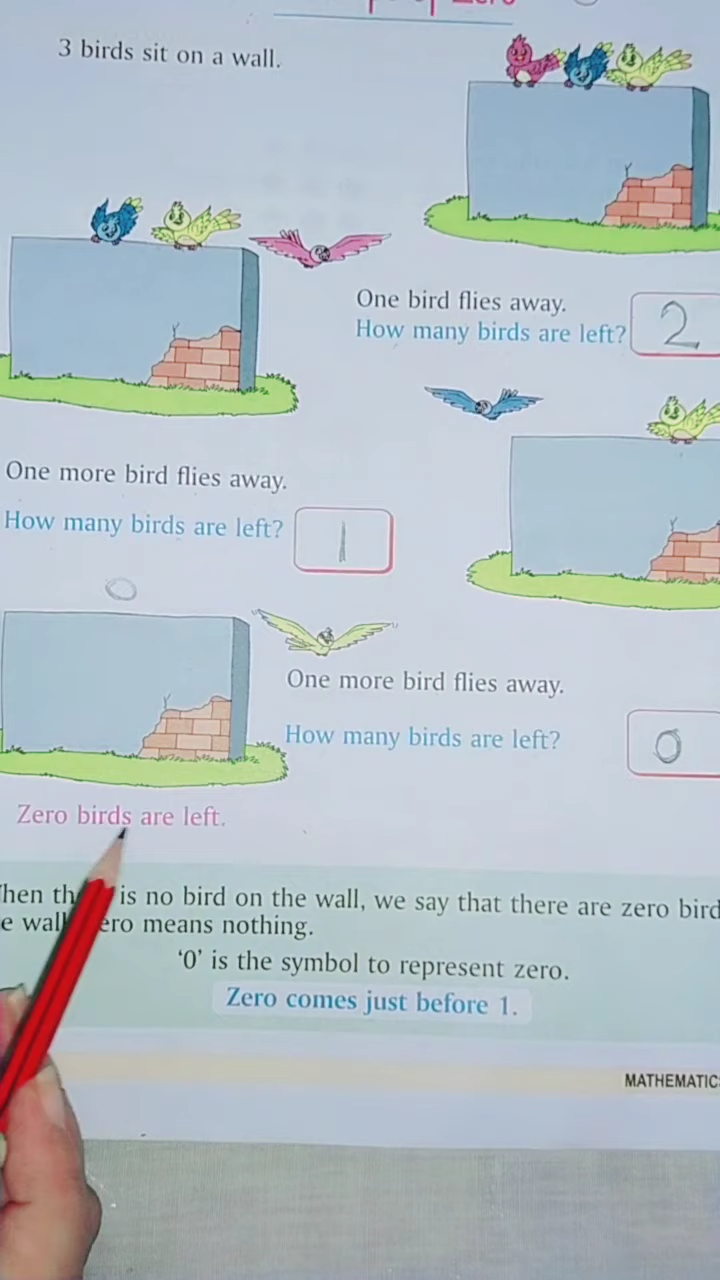 Zero
3 birds sit on a wall.
One bird flies away.
How many birds are left? 2
One more bird flies away.
How many birds are left? 1
0
One more bird flies away.
How many birds are left? 0
Zero birds are left.
is no bird on the wall, we say that there are zero bird
means nothing.
‘0’ is the symbol to represent zero.
Zero comes just before 1.
MATHEMATIC